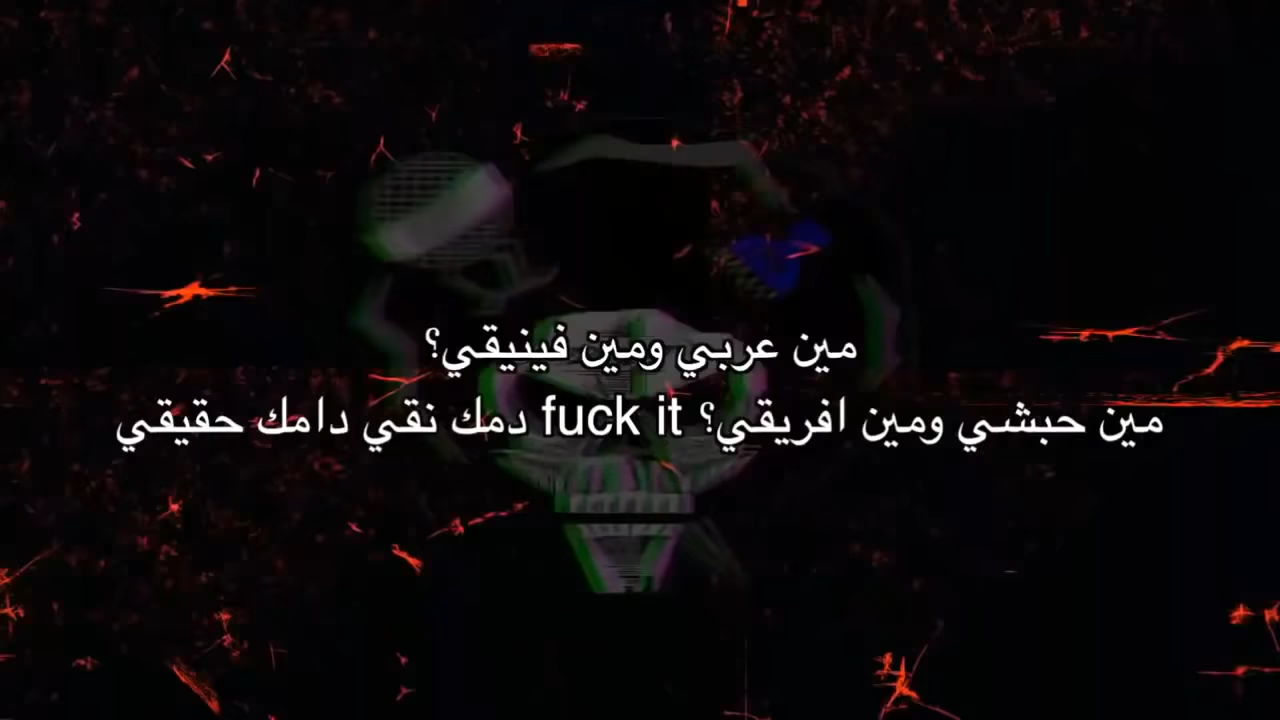 مين عربي ومين فينيقي؟
مين حبشي ومين افريقي؟ fuck it دمك نقي دامك حقيقي